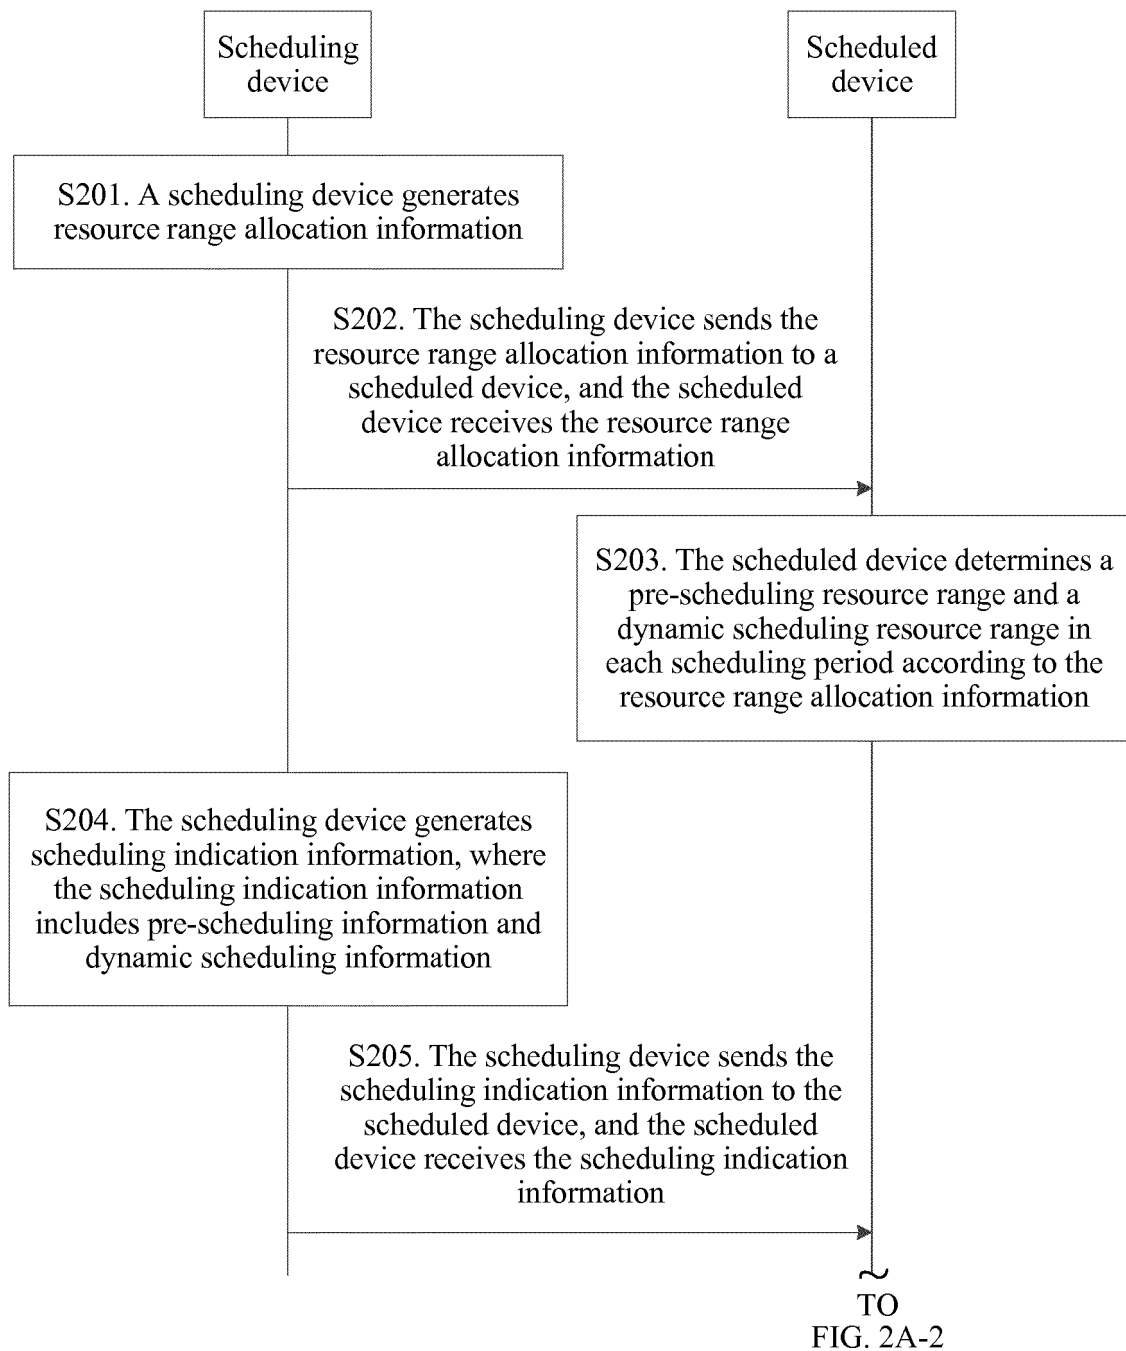 Scheduling
device
Scheduled
device
S201. A scheduling device generates
resource range allocation information
S202. The scheduling device sends the
resource range allocation information to a
scheduled device, and the scheduled
device receives the resource range
allocation information
S203. The scheduled device determines a
pre-scheduling resource range and a
dynamic scheduling resource range in
each scheduling period according to the
resource range allocation information
S204. The scheduling device generates
scheduling indication information, where
the scheduling indication information
includes pre-scheduling information and
dynamic scheduling information
S205. The scheduling device sends the
scheduling indication information to the
scheduled device, and the scheduled
device receives the scheduling indication
information
TO
FIG. 2A-2